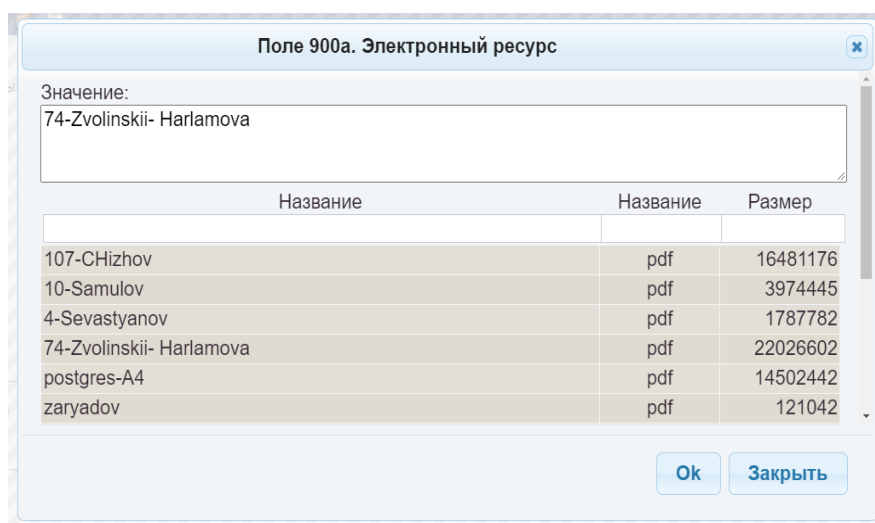 Поле 900a. Электронный ресурс
Значение:
74-Zvolinskii- Harlamova
Название Название Размер
107-CHizhov pdf 16481176
10-Samulov pdf 3974445
4-Sevastyanov pdf 1787782
74-Zvolinskii- Harlamova pdf 22026602
postgres-A4 pdf 14502442
zaryadov pdf 121042
Ok Закрыть